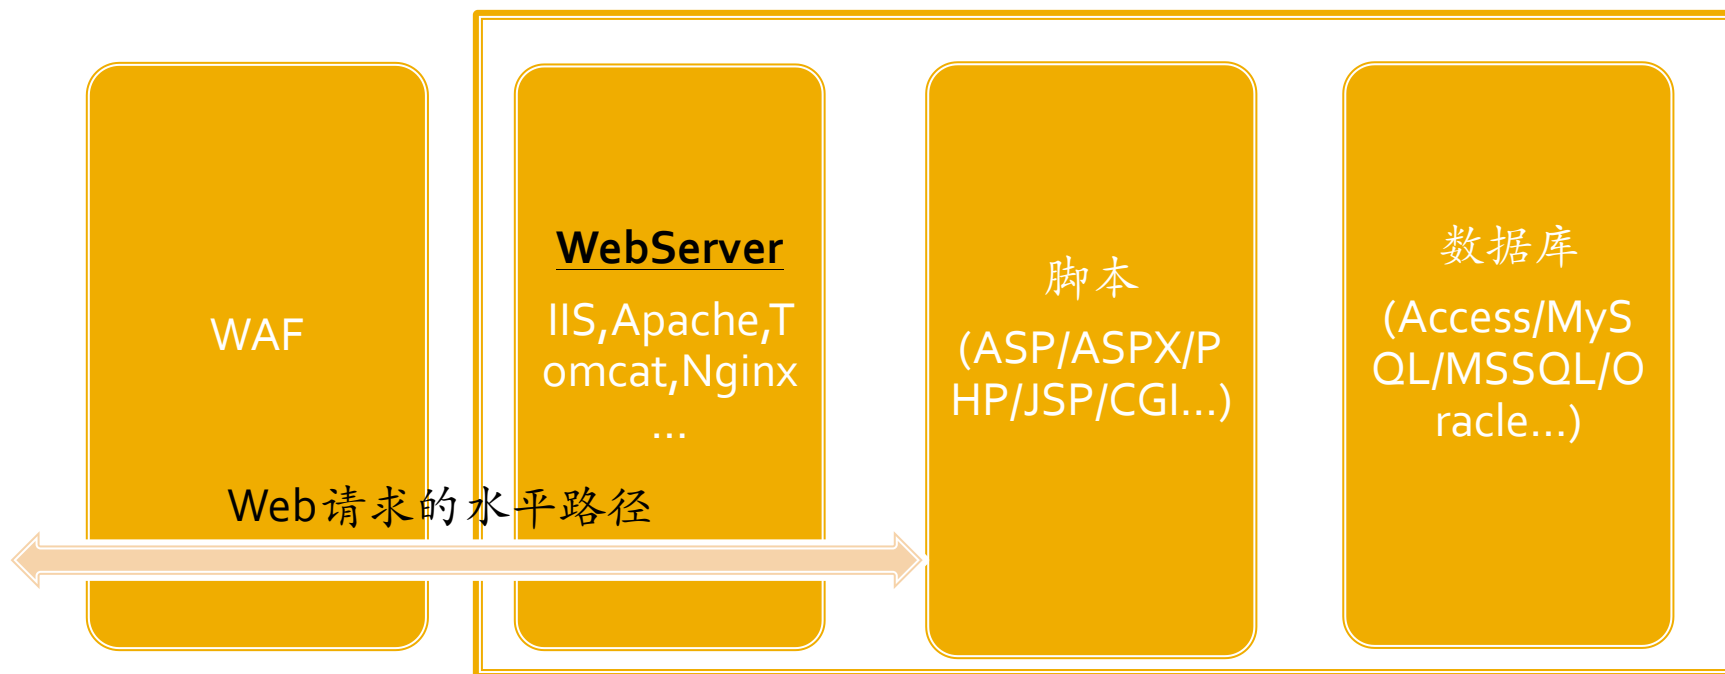 WAF
WebServer
IIS,Apache,T
omcat,Nginx
...
脚本
(ASP/ASPX/P
HP/JSP/CGI...)
数据库
(Access/MyS
QL/MSSQL/O
racle...)
Web请求的水平路径